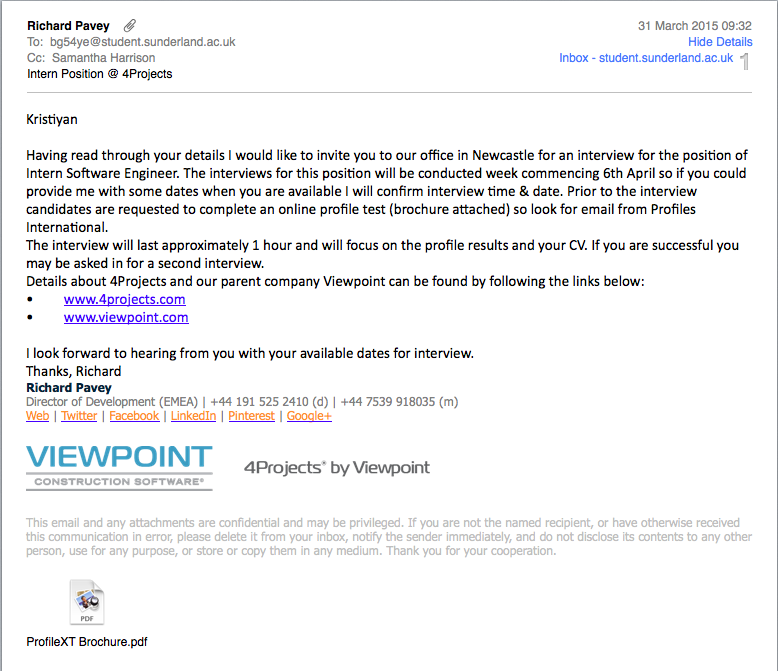 Richard Pavey
31 March 2015 09:32
To: bg54ye@student.sunderland.ac.uk
Hide Details
Cc: Samantha Harrison
Inbox - student.sunderland.ac.uk 1
Intern Position @ 4Projects
Kristiyan
Having read through your details I would like to invite you to our office in Newcastle for an interview for the position of
Intern Software Engineer. The interviews for this position will be conducted week commencing 6th April so if you could
provide me with some dates when you are available I will confirm interview time & date. Prior to the interview
candidates are requested to complete an online profile test (brochure attached) so look for email from Profiles
International.
The interview will last approximately 1 hour and will focus on the profile results and your CV. If you are successful you
may be asked in for a second interview.
Details about 4Projects and our parent company Viewpoint can be found by following the links below:
• www.4projects.com
• www.viewpoint.com
I look forward to hearing from you with your available dates for interview.
Thanks, Richard
Richard Pavey
Director of Development (EMEA) | +44 191 525 2410 (d) | +44 7539 918035 (m)
Web | Twitter | Facebook | LinkedIn | Pinterest | Google+
VIEWPOINT
CONSTRUCTION SOFTWARE®
4Projects® by Viewpoint
This email and any attachments are confidential and may be privileged. If you are not the named recipient, or have otherwise received
this communication in error, please delete it from your inbox, notify the sender immediately, and do not disclose its contents to any other
person, use for any purpose, or store or copy them in any medium. Thank you for your cooperation.
PDF
ProfileXT Brochure.pdf